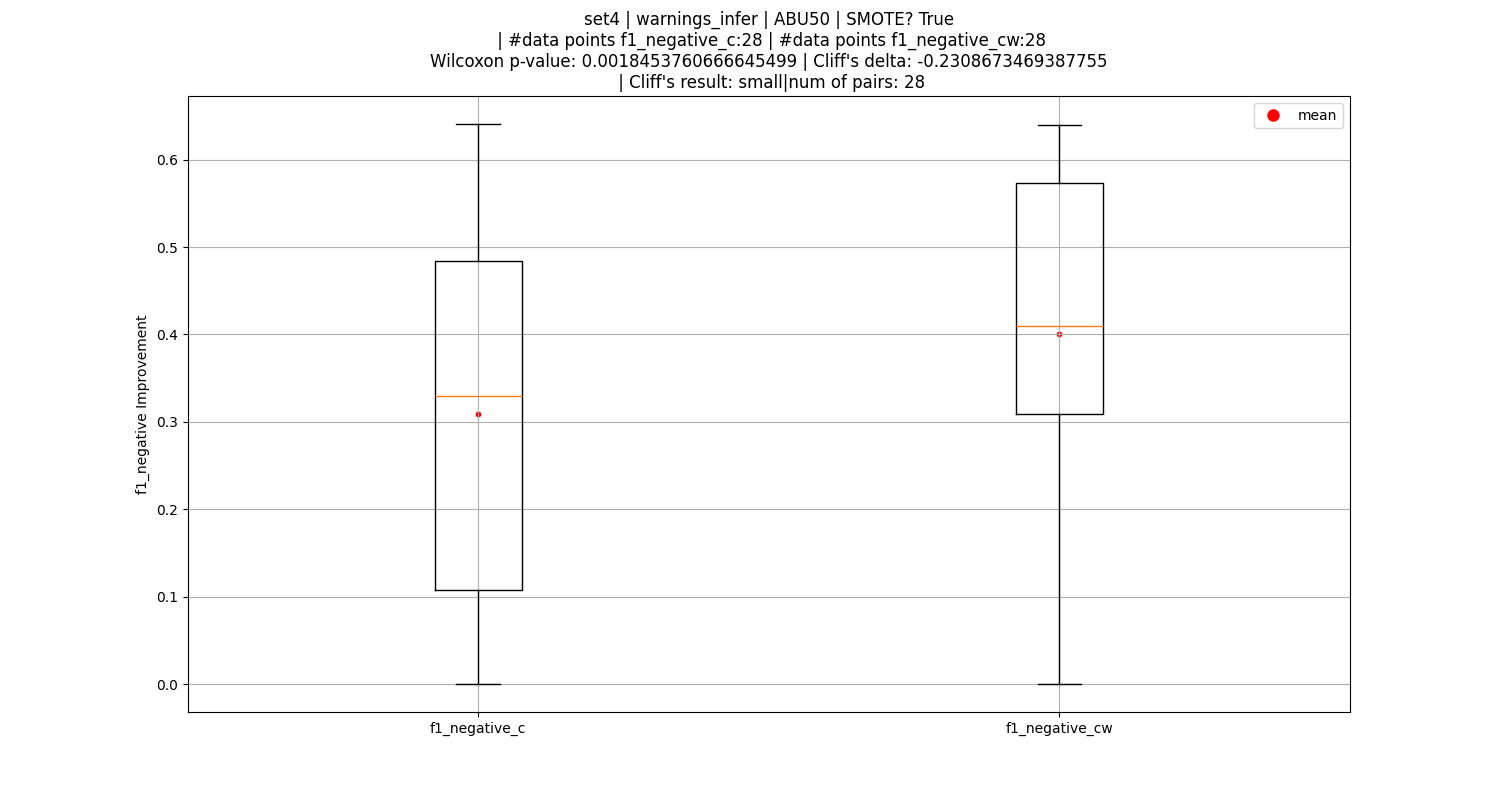 set4 | warnings_infer | ABU50 | SMOTE? True
| #data points f1_negative_c:28 | #data points f1_negative_cw:28
Wilcoxon p-value: 0.0018453760666645499 | Cliff's delta: -0.2308673469387755
| Cliff's result: small|num of pairs: 28
mean
0.6
0.5
0.4
0.3
0.2
0.1
0.0
f1_negative Improvement
f1_negative_c
f1_negative_cw